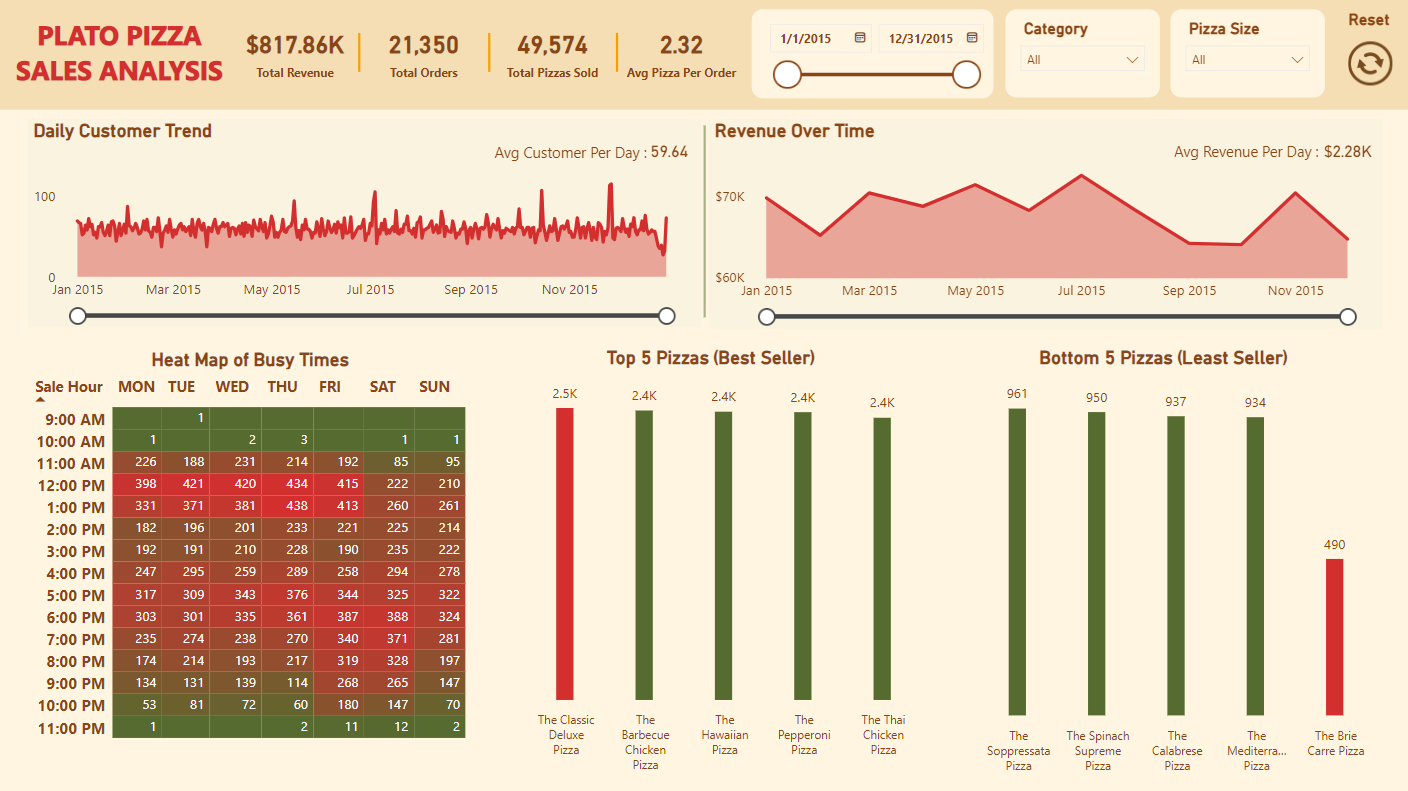 PLATO PIZZA
SALES ANALYSIS
$817.86K
Total Revenue
21,350
Total Orders
49,574
Total Pizzas Sold
2.32
Avg Pizza Per Order
1/1/2015
12/31/2015
Category
All
Pizza Size
All
Reset
Daily Customer Trend
Avg Customer Per Day : 59.64
100
0
Jan 2015 Mar 2015 May 2015 Jul 2015 Sep 2015 Nov 2015
Revenue Over Time
Avg Revenue Per Day : $2.28K
$70K
$60K
Jan 2015 Mar 2015 May 2015 Jul 2015 Sep 2015 Nov 2015
Heat Map of Busy Times
Sale Hour MON TUE WED THU FRI SAT SUN
9:00 AM 1
10:00 AM 1 2 3 1 1
11:00 AM 226 188 231 214 192 85 95
12:00 PM 398 421 420 434 415 222 210
1:00 PM 331 371 381 438 413 260 261
2:00 PM 182 196 201 233 221 225 214
3:00 PM 192 191 210 228 190 235 222
4:00 PM 247 295 259 289 258 294 278
5:00 PM 317 309 343 376 344 325 322
6:00 PM 303 301 335 361 387 388 324
7:00 PM 235 274 238 270 340 371 281
8:00 PM 174 214 193 217 319 328 197
9:00 PM 134 131 139 114 268 265 147
10:00 PM 53 81 72 60 180 147 70
11:00 PM 1 2 11 12 2
Top 5 Pizzas (Best Seller)
2.5K 2.4K 2.4K 2.4K 2.4K
The Classic
Deluxe
Pizza
The
Barbecue
Chicken
Pizza
The
Hawaiian
Pizza
The
Pepperoni
Pizza
The Thai
Chicken
Pizza
Bottom 5 Pizzas (Least Seller)
961 950 937 934 490
The
Soppressata
Pizza
The Spinach
Supreme
Pizza
The
Calabrese
Pizza
The
Mediterra...
Pizza
The Brie
Carre Pizza